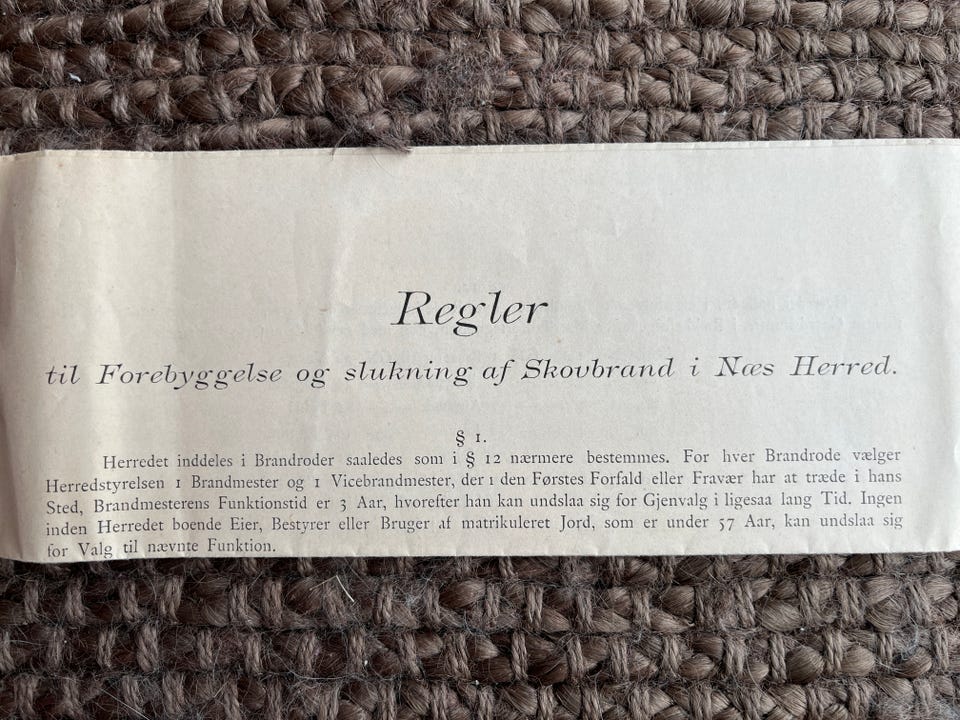 Regler
til Forebyggelse og slukning af Skovbrand i Næs Herred.
§ 1.
Herredet inddeles i Brandroder saaledes som i § 12 nærmere bestemmes. For hver Brandrode vælger
Herredstyrelsen 1 Brandmester og 1 Vicebrandmester, der 1 den Førstes Forfald eller Fravær har at træde i hans
Sted, Brandmesterens Funktionstid er 3 Aar, hvorefter han kan undslaa sig for Gjenvalg i ligesaa lang Tid. Ingen
inden Herredet boende Eier, Bestyrer eller Bruger af matrikuleret Jord, som er under 57 Aar, kan undslaa sig
for Valg til nævnte Funktion.